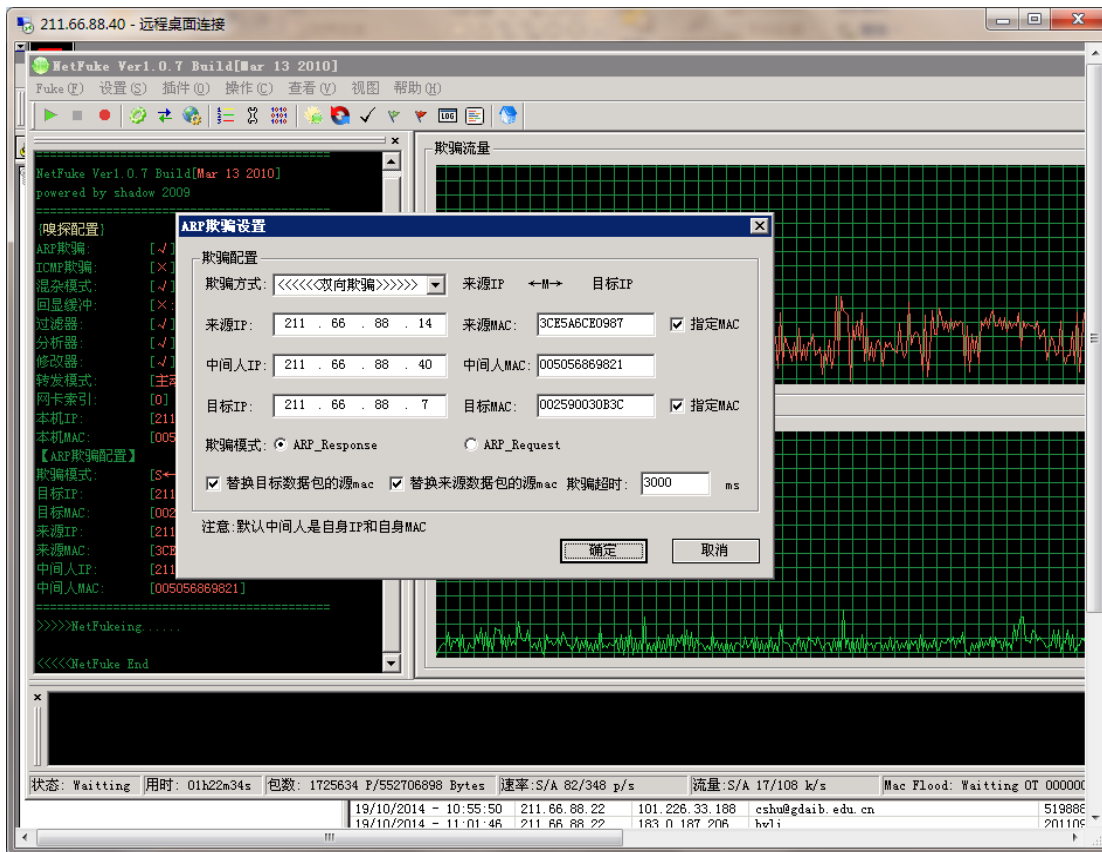 211.66.88.40 - 远程桌面连接
NetFuke Ver1.0.7 Build[Mar 13 2010]
Fuke(F) 设置(S) 插件(O) 操作(C) 查看(V) 视图 帮助(H)
LOG
NetFuke Ver1.0.7 Build[Mar 13 2010]
powered by shadow 2009
{嗅探配置}
ARP欺骗: [√]
ICMP欺骗: [×]
混杂模式: [√]
回显缓冲: [×]
过滤器: [√]
分析器: [√]
修改器: [√]
转发模式: [主动
网卡索引: [0]
本机IP: [211
本机MAC: [005
【ARP欺骗配置】
欺骗模式: [S←
目标IP: [211
目标MAC: [002
来源IP: [211
来源MAC: [3CE
中间人IP: [211
中间人MAC: [005056869821]
>>>>>NetFukeing......
<<<<<NetFuke End
欺骗流量
ARP欺骗设置
欺骗配置
欺骗方式: <<<<<<双向欺骗>>>>>> 来源IP ←M→ 目标IP
来源IP: 211 . 66 . 88 . 14 来源MAC: 3CE5A6CE0987 指定MAC
中间人IP: 211 . 66 . 88 . 40 中间人MAC: 005056869821
目标IP: 211 . 66 . 88 . 7 目标MAC: 002590030B3C 指定MAC
欺骗模式: ARP_Response ARP_Request
替换目标数据包的源mac 替换来源数据包的源mac 欺骗超时: 3000 ms
注意:默认中间人是自身IP和自身MAC
确定 取消
状态: Waitting 用时: 01h22m34s 包数: 1725634 P/552706898 Bytes 速率:S/A 82/348 p/s 流量:S/A 17/108 k/s Mac Flood: Waitting OT 000000
19/10/2014 - 10:55:50 211.66.88.22 101.226.33.188 cshu@gdaib.edu.cn 519888
19/10/2014 - 11:01:46 211.66.88.22 183.0.187.206 hyli 201109